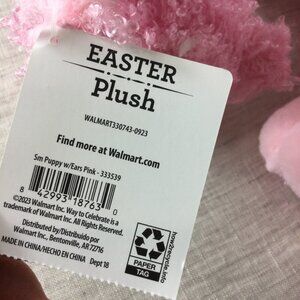 EASTER
Plush
WALMART330743-0923
Find more at Walmart.com
Sm Puppy w/Ears Pink - 333539
8 42993 18763 0
©2023 Walmart Inc. Way to Celebrate is a
trademark of Walmart Inc. All Rights Reserved.
Distributed by/Distribuido por
Walmart Inc., Bentonville, AR 72716
MADE IN CHINA/HECHO EN CHINA Dept 18
how2recycle.info
PAPER
TAG